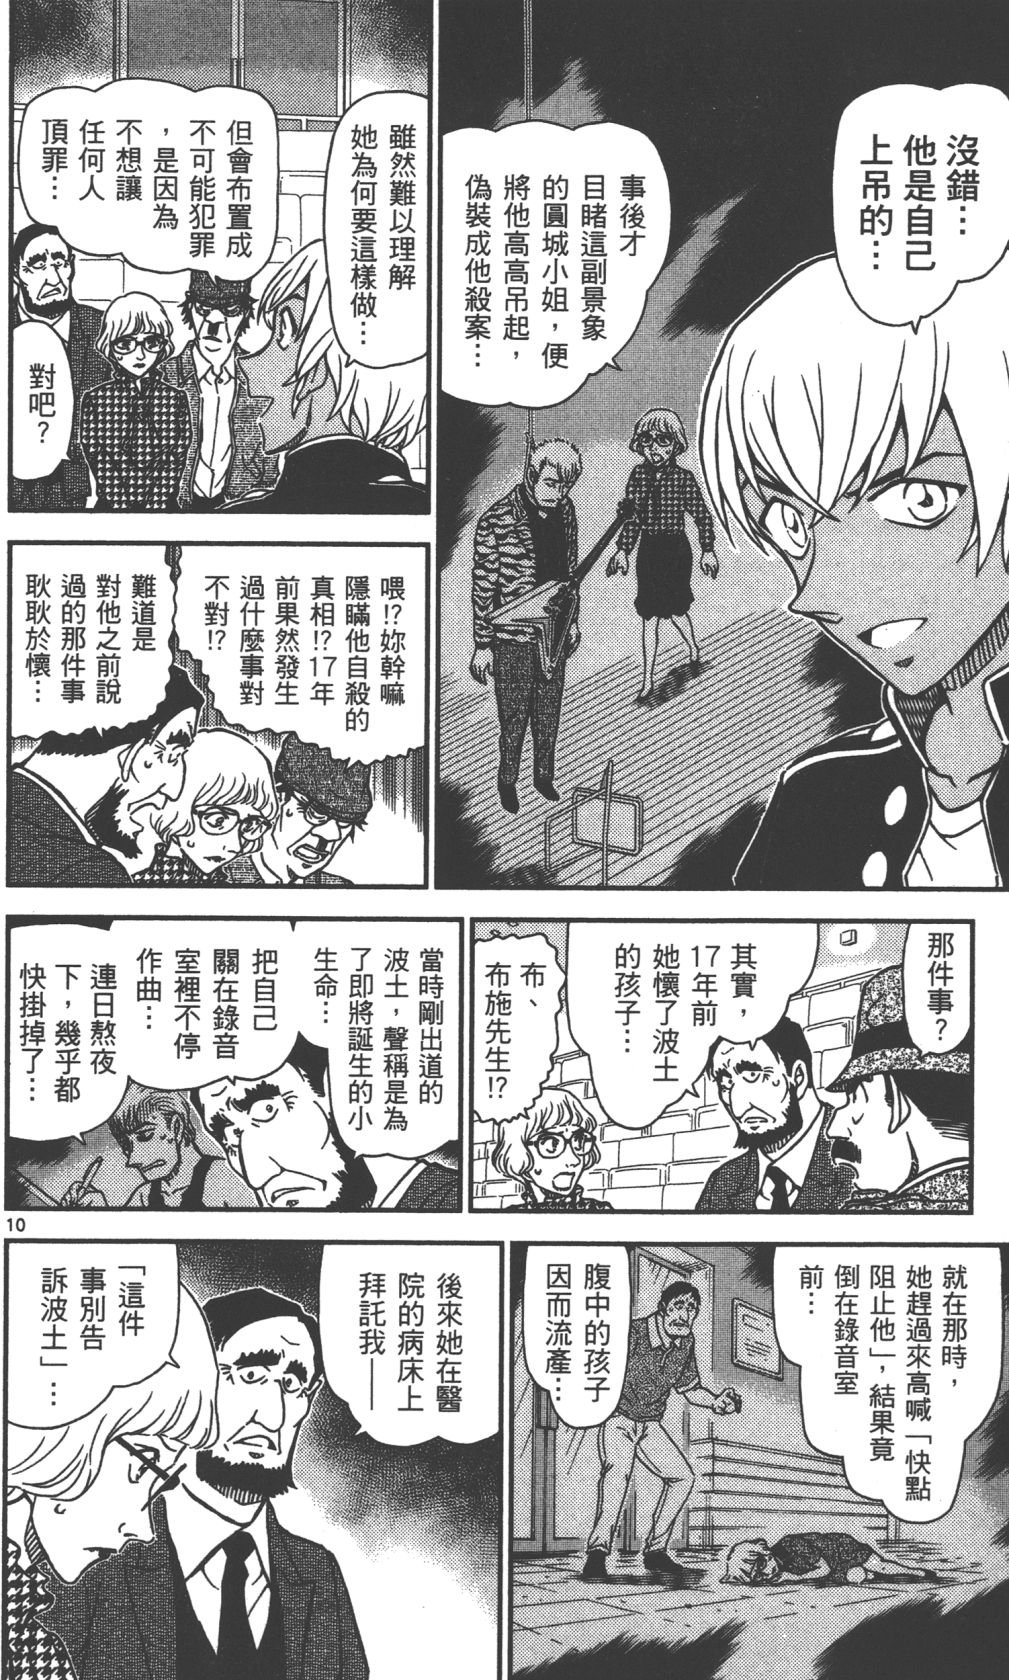 沒錯…
他是自己
上吊的…
事後才
目睹這副景象
的圓城小姐，便
將他高高吊起，
偽裝成他殺案…
雖然難以理解
她為何要這樣做…
但會布置成
不可能犯罪
，是因為
不想讓
任何人
頂罪…
對吧？
喂!?妳幹嘛
隱瞞他自殺的
真相!?17年
前果然發生
過什麼事對
不對!?
難道是
對他之前說
過的那件事
耿耿於懷…
那件事？
其實，
17年前
她懷了波土
的孩子…
布、
布施先生!?
當時剛出道的
波土，聲稱是為
了即將誕生的小
生命…
把自己
關在錄音
室裡不停
作曲…
連日熬夜
下，幾乎都
快掛掉了…
就在那時，
她趕過來高喊「快點
阻止他」，結果竟
倒在錄音室
前…
腹中的孩子
因而流產…
後來她在醫
院的病床上
拜託我——
「這件
事別告
訴波土」
…
10